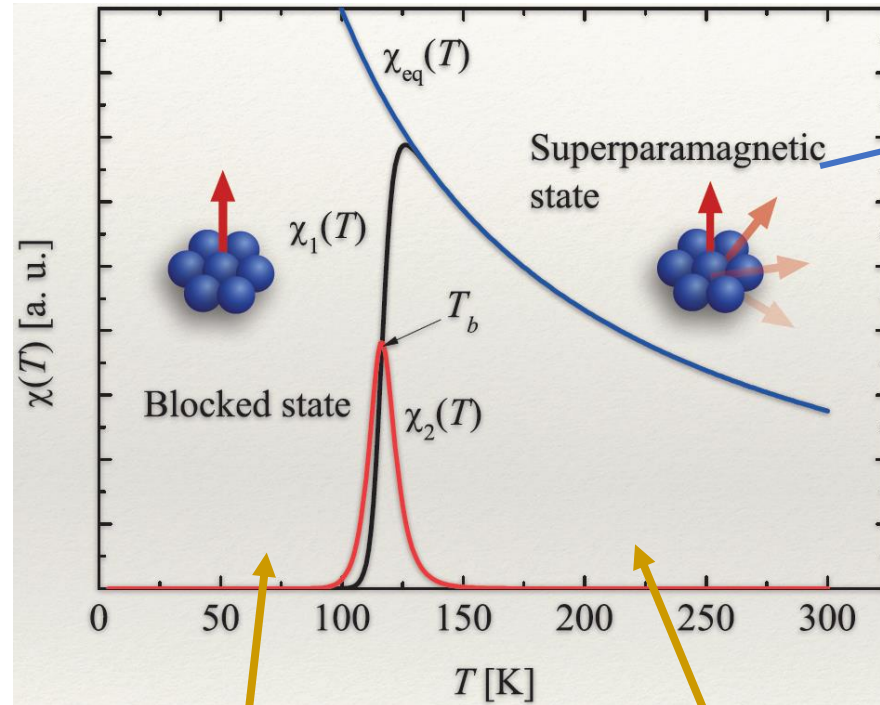 χeq(T)
Superparamagnetic
state
χ1(T)
Tb
Blocked state
χ2(T)
χ(T) [a. u.]
0 50 100 150 200 250 300
T [K]